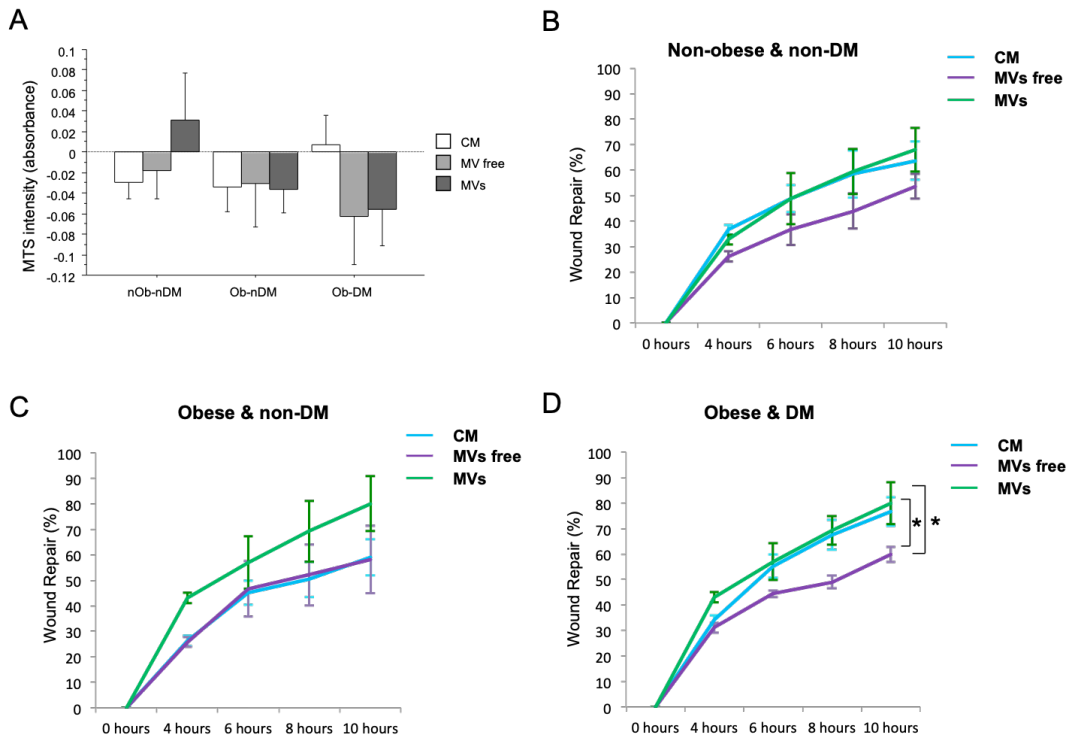 A
MTS intensity (absorbance)
0.1
0.08
0.06
0.04
0.02
0
-0.02
-0.04
-0.06
-0.08
-0.1
-0.12
nOb-nDM Ob-nDM Ob-DM
CM
MV free
MVs
B
Non-obese & non-DM
CM
MVs free
MVs
Wound Repair (%)
100
90
80
70
60
50
40
30
20
10
0
0 hours 4 hours 6 hours 8 hours 10 hours
C
Obese & non-DM
CM
MVs free
MVs
Wound Repair (%)
100
90
80
70
60
50
40
30
20
10
0
0 hours 4 hours 6 hours 8 hours 10 hours
D
Obese & DM
CM
MVs free
MVs
Wound Repair (%)
100
90
80
70
60
50
40
30
20
10
0
* *
0 hours 4 hours 6 hours 8 hours 10 hours